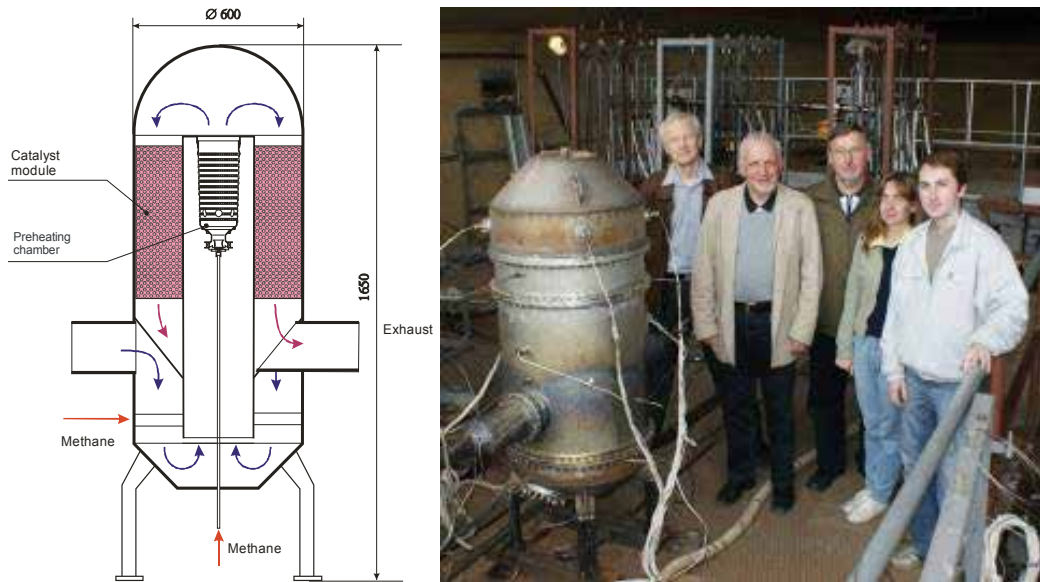 Ø 600
Catalyst
module
Preheating
chamber
1650
Exhaust
Methane
Methane